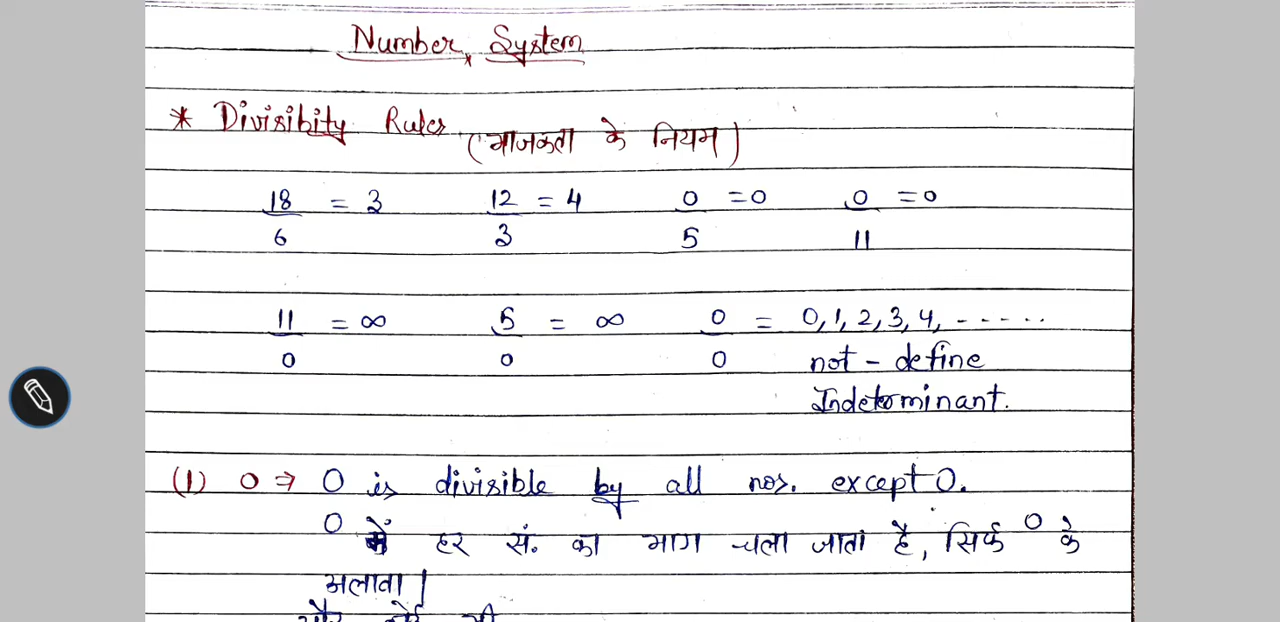 Number System
* Divisibity Rules (भाजकता के नियम)
18/6 = 3 12/3 = 4 0/5 = 0 0/11 = 0
11/0 = ∞ 5/0 = ∞ 0/0 = 0, 1, 2, 3, 4, ------
not - define
Indeterminant.
(1) 0 ⇒ 0 is divisible by all nos. except 0.
0 में हर सं. का भाग चला जाता है, सिर्फ 0 के
अलावा |